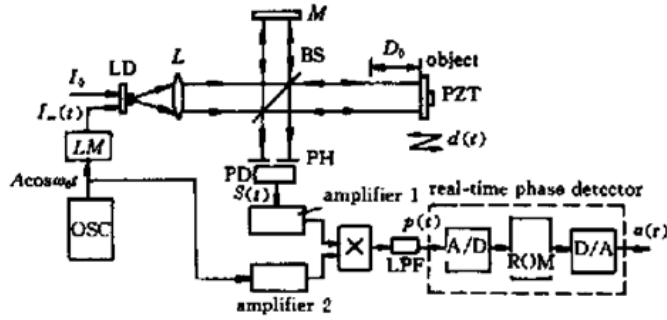 M
BS
D₀
object
LD
L
I₀
Iₘ(t)
PZT
LM
d(t)
PH
PD
S(t)
Acosω₀t
amplifier 1
real-time phase detector
OSC
×
p(t)
LPF
A/D
ROM
D/A
a(r)
amplifier 2